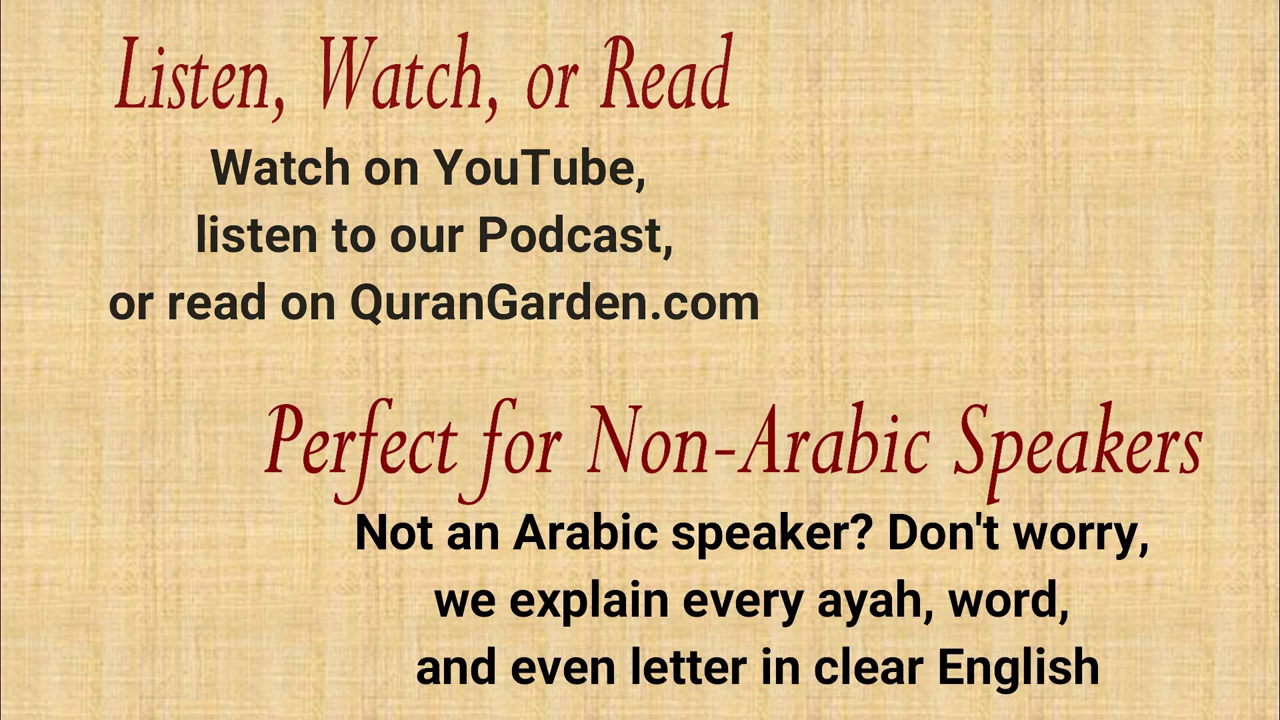 Listen, Watch, or Read
Watch on YouTube,
listen to our Podcast,
or read on QuranGarden.com
Perfect for Non-Arabic Speakers
Not an Arabic speaker? Don't worry,
we explain every ayah, word,
and even letter in clear English